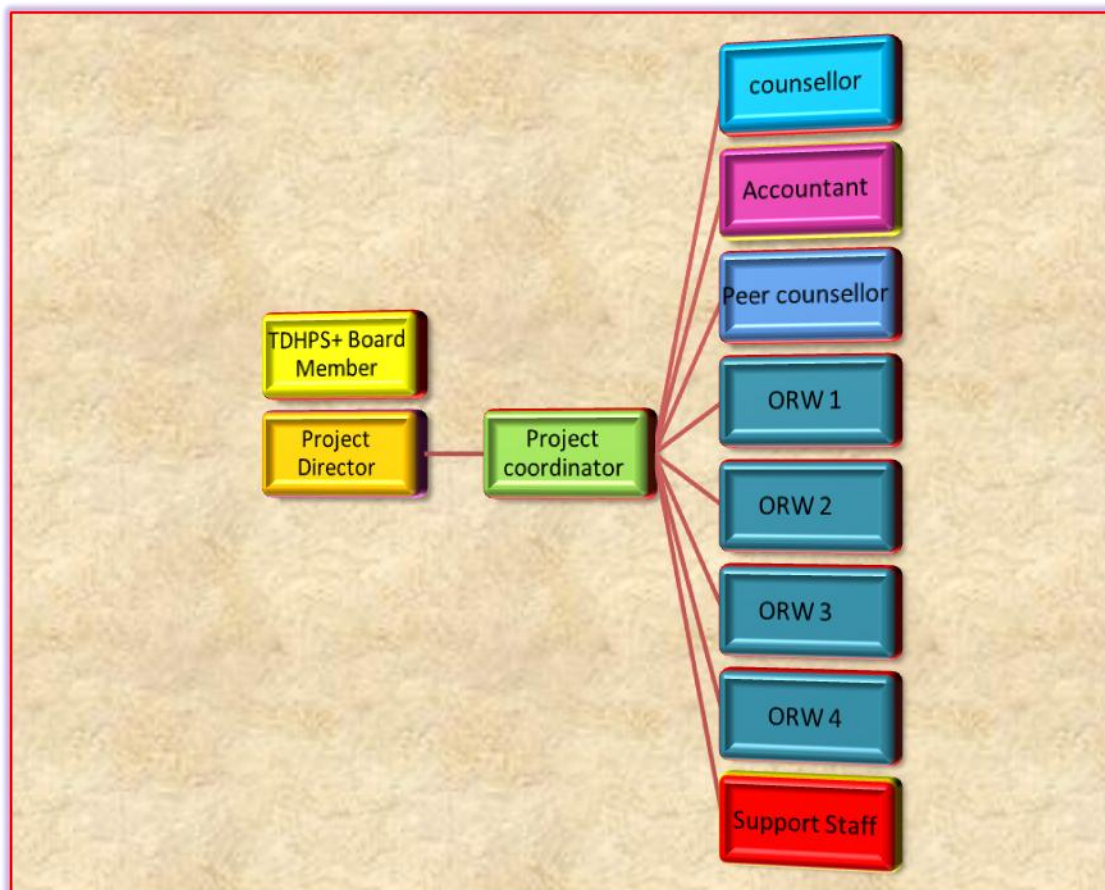 counsellor
Accountant
Peer counsellor
TDHPS+ Board
Member
ORW 1
Project
Director
Project
coordinator
ORW 2
ORW 3
ORW 4
Support Staff